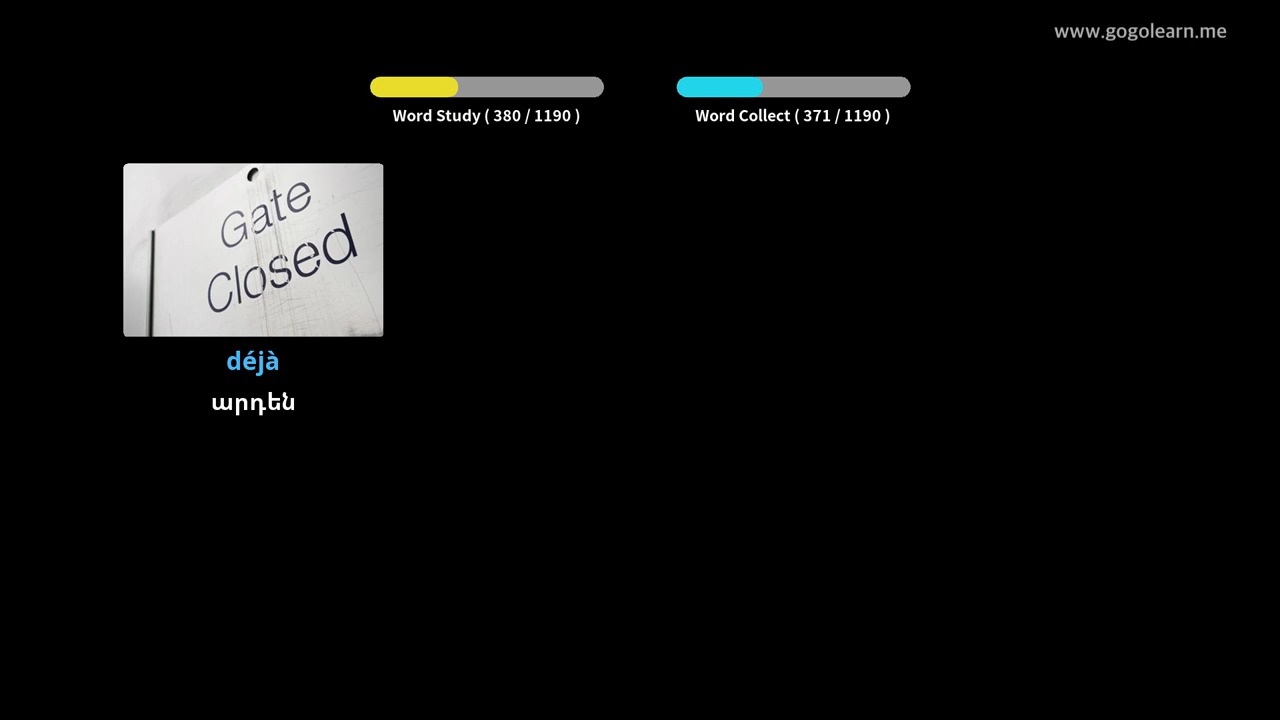 www.gogolearn.me
Word Study ( 380 / 1190 )
Word Collect ( 371 / 1190 )
Gate
Closed
déjà
արդեն